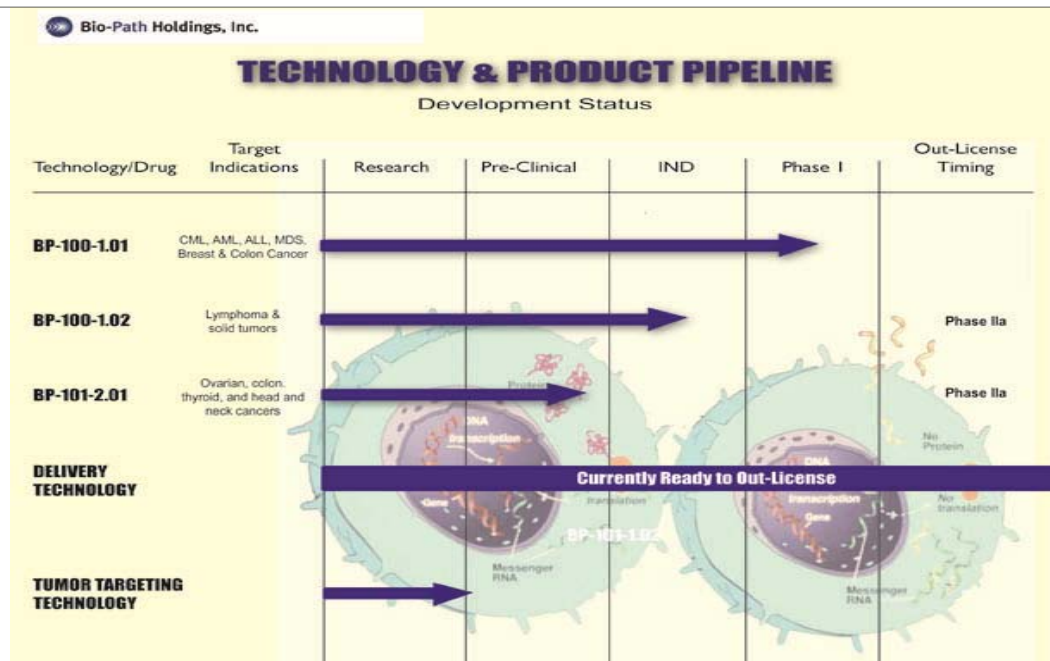 Bio-Path Holdings, Inc.
TECHNOLOGY & PRODUCT PIPELINE
Development Status
Technology/Drug
Target
Indications
Research
Pre-Clinical
IND
Phase I
Out-License
Timing
BP-100-1.01
CML, AML, ALL, MDS.
Breast & Colon Cancer
BP-100-1.02
Lymphoma &
solid tumors
Phase IIa
BP-101-2.01
Ovarian, colon.
thyroid, and head and
neck cancers
Phase IIa
Protein
DNA
transcription
Gene
translation
Messenger
RNA
BP-101-1.02
No
Protein
DNA
transcription
Gene
No
translation
Messenger
RNA
DELIVERY
TECHNOLOGY
Currently Ready to Out-License
TUMOR TARGETING
TECHNOLOGY